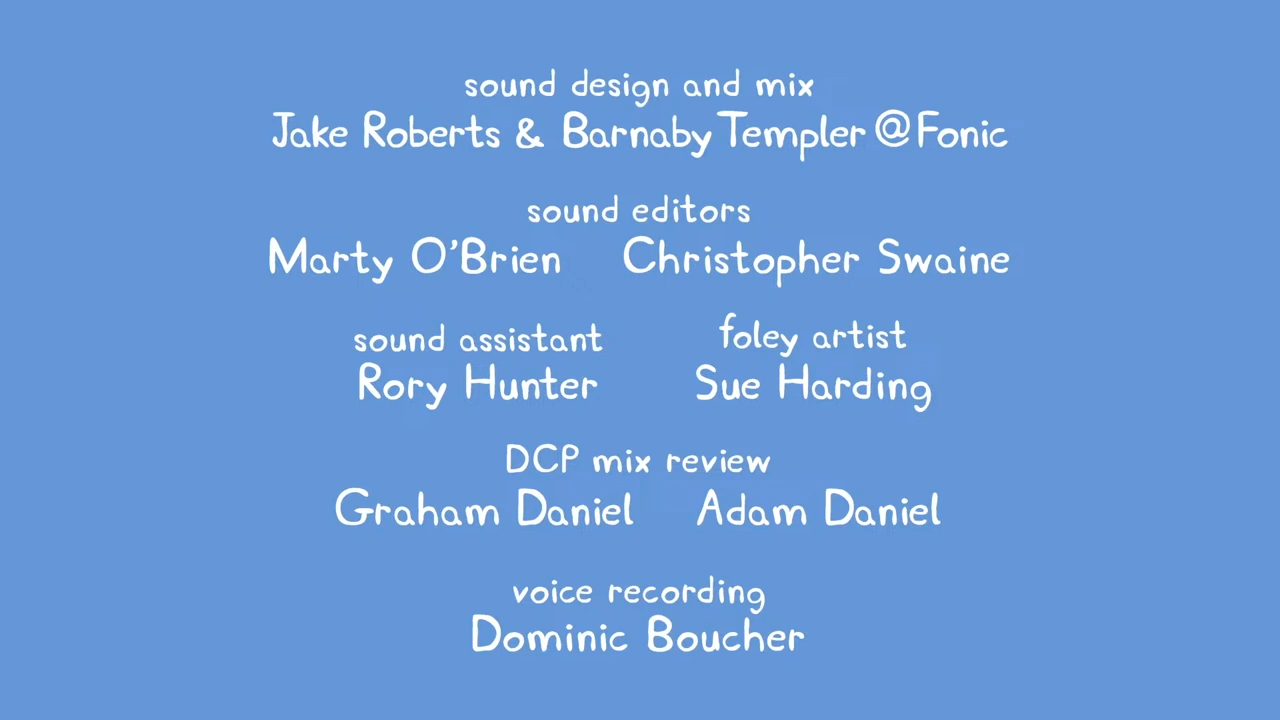 sound design and mix
Jake Roberts & Barnaby Templer @ Fonic
sound editors
Marty O'Brien Christopher Swaine
sound assistant foley artist
Rory Hunter Sue Harding
DCP mix review
Graham Daniel Adam Daniel
voice recording
Dominic Boucher